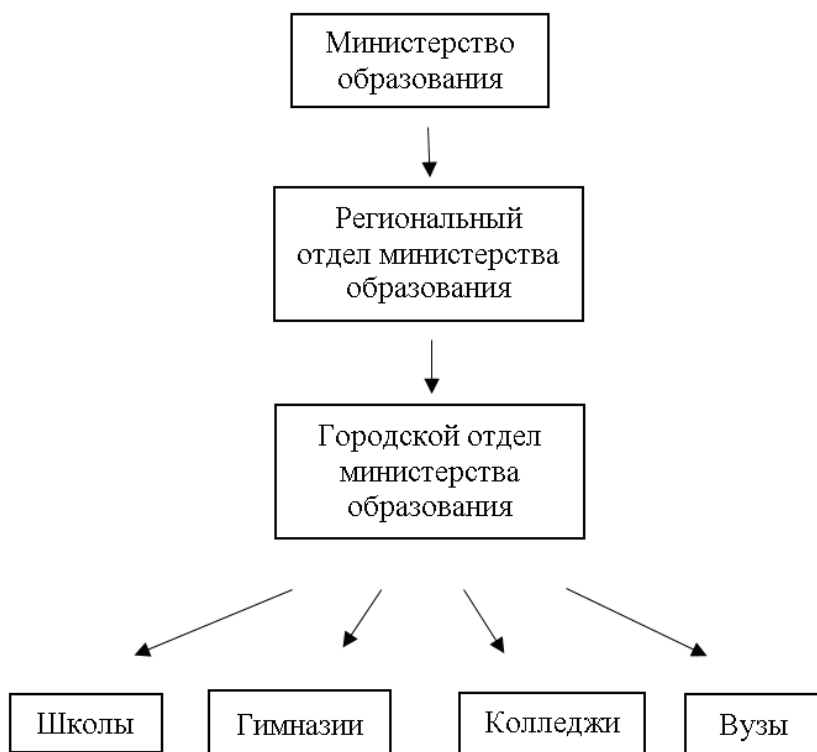 Министерство
образования
Региональный
отдел министерства
образования
Городской отдел
министерства
образования
Школы
Гимназии
Колледжи
Вузы